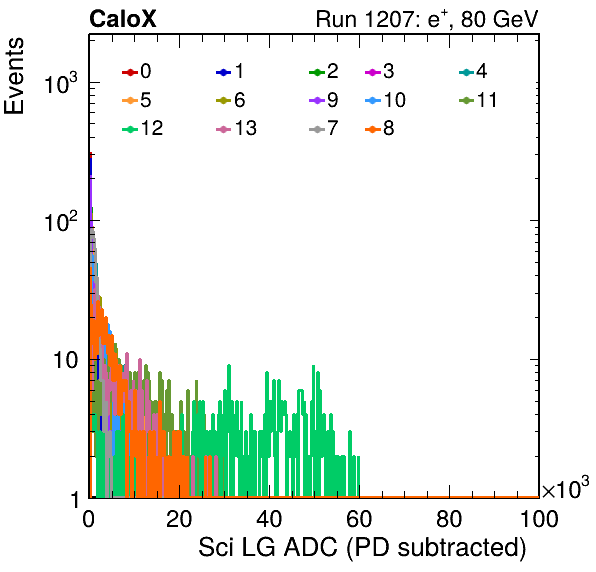 CaloX Run 1207: e⁺, 80 GeV
Events
0 1 2 3 4
5 6 9 10 11
12 13 7 8
10³
10²
10
1
0 20 40 60 80 100
×10³
Sci LG ADC (PD subtracted)